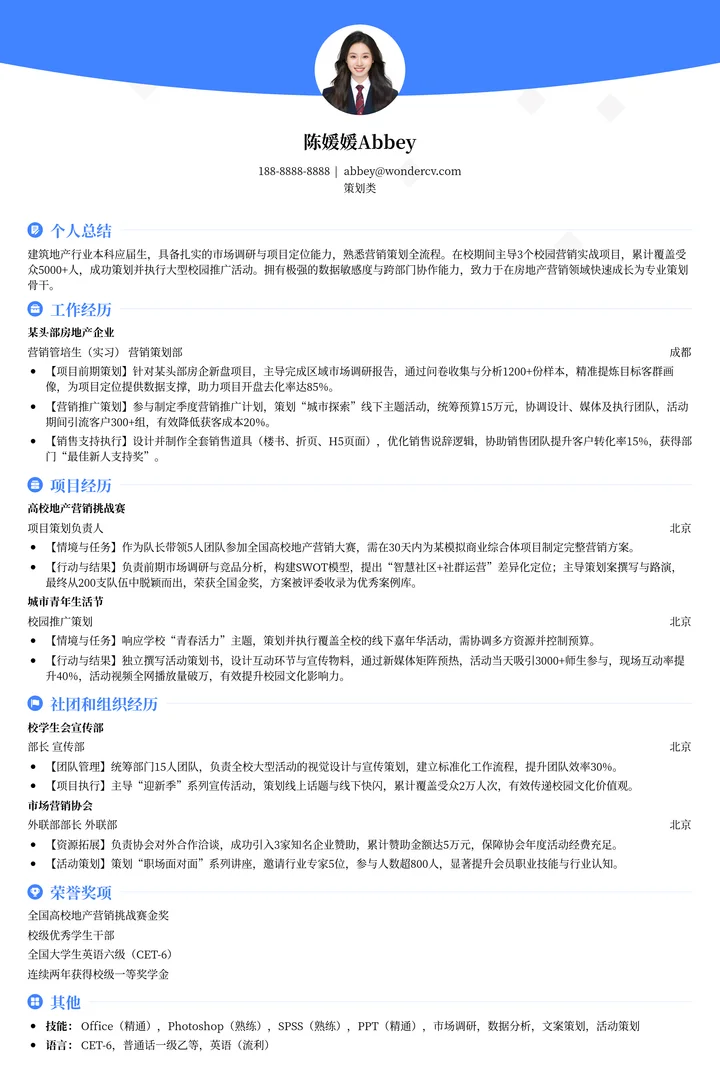 陈媛媛Abbey
188-8888-8888 | abbey@wondercv.com
策划类
个人总结
建筑地产行业本科应届生，具备扎实的市场调研与项目定位能力，熟悉营销策划全流程。在校期间主导3个校园营销实战项目，累计覆盖受
众5000+人，成功策划并执行大型校园推广活动。拥有极强的数据敏感度与跨部门协作能力，致力于在房地产营销领域快速成长为专业策划
骨干。
工作经历
某头部房地产企业
营销管培生（实习） 营销策划部 成都
• 【项目前期策划】针对某头部房企新盘项目，主导完成区域市场调研报告，通过问卷收集与分析1200+份样本，精准提炼目标客群画
像，为项目定位提供数据支撑，助力项目开盘去化率达85%。
• 【营销推广策划】参与制定季度营销推广计划，策划“城市探索”线下主题活动，统筹预算15万元，协调设计、媒体及执行团队，活动
期间引流客户300+组，有效降低获客成本20%。
• 【销售支持执行】设计并制作全套销售道具（楼书、折页、H5页面），优化销售说辞逻辑，协助销售团队提升客户转化率15%，获得部
门“最佳新人支持奖”。
项目经历
高校地产营销挑战赛
项目策划负责人 北京
• 【情境与任务】作为队长带领5人团队参加全国高校地产营销大赛，需在30天内为某模拟商业综合体项目制定完整营销方案。
• 【行动与结果】负责前期市场调研与竞品分析，构建SWOT模型，提出“智慧社区+社群运营”差异化定位；主导策划案撰写与路演，
最终从200支队伍中脱颖而出，荣获全国金奖，方案被评委收录为优秀案例库。
城市青年生活节
校园推广策划 北京
• 【情境与任务】响应学校“青春活力”主题，策划并执行覆盖全校的线下嘉年华活动，需协调多方资源并控制预算。
• 【行动与结果】独立撰写活动策划书，设计互动环节与宣传物料，通过新媒体矩阵预热，活动当天吸引3000+师生参与，现场互动率提
升40%，活动视频全网播放量破万，有效提升校园文化影响力。
社团和组织经历
校学生会宣传部
部长 宣传部 北京
• 【团队管理】统筹部门15人团队，负责全校大型活动的视觉设计与宣传策划，建立标准化工作流程，提升团队效率30%。
• 【项目执行】主导“迎新季”系列宣传活动，策划线上话题与线下快闪，累计覆盖受众2万人次，有效传递校园文化价值观。
市场营销协会
外联部部长 外联部 北京
• 【资源拓展】负责协会对外合作洽谈，成功引入3家知名企业赞助，累计赞助金额达5万元，保障协会年度活动经费充足。
• 【活动策划】策划“职场面对面”系列讲座，邀请行业专家5位，参与人数超800人，显著提升会员职业技能与行业认知。
荣誉奖项
全国高校地产营销挑战赛金奖
校级优秀学生干部
全国大学生英语六级（CET-6）
连续两年获得校级一等奖学金
其他
• 技能： Office（精通），Photoshop（熟练），SPSS（熟练），PPT（精通），市场调研，数据分析，文案策划，活动策划
• 语言： CET-6，普通话一级乙等，英语（流利）